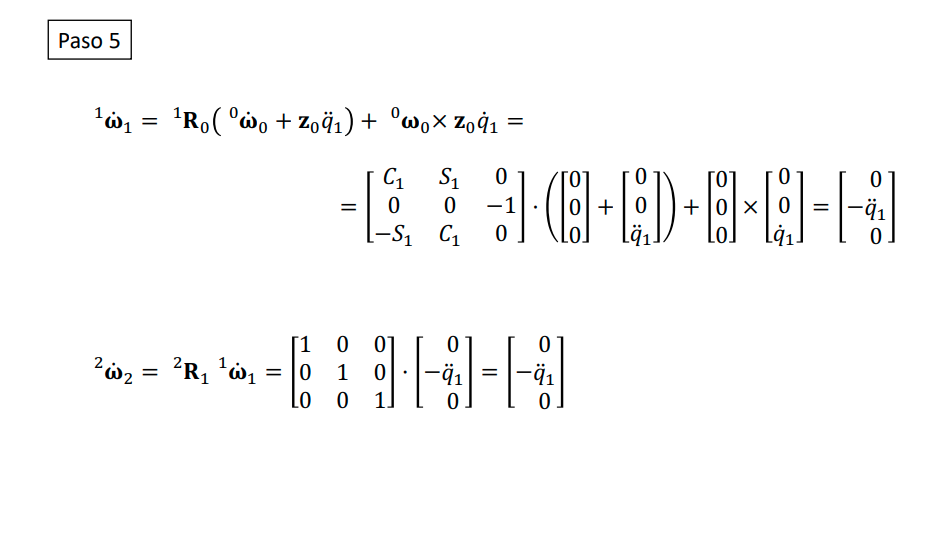 Paso 5
¹ω̇₁ = ¹R₀( ⁰ω̇₀ + z₀q̈₁) + ⁰ω₀× z₀q̇₁ =
= [C₁ S₁ 0; 0 0 −1; −S₁ C₁ 0] · ([0; 0; 0] + [0; 0; q̈₁]) + [0; 0; 0] × [0; 0; q̇₁] = [0; −q̈₁; 0]
²ω̇₂ = ²R₁ ¹ω̇₁ = [1 0 0; 0 1 0; 0 0 1] · [0; −q̈₁; 0] = [0; −q̈₁; 0]